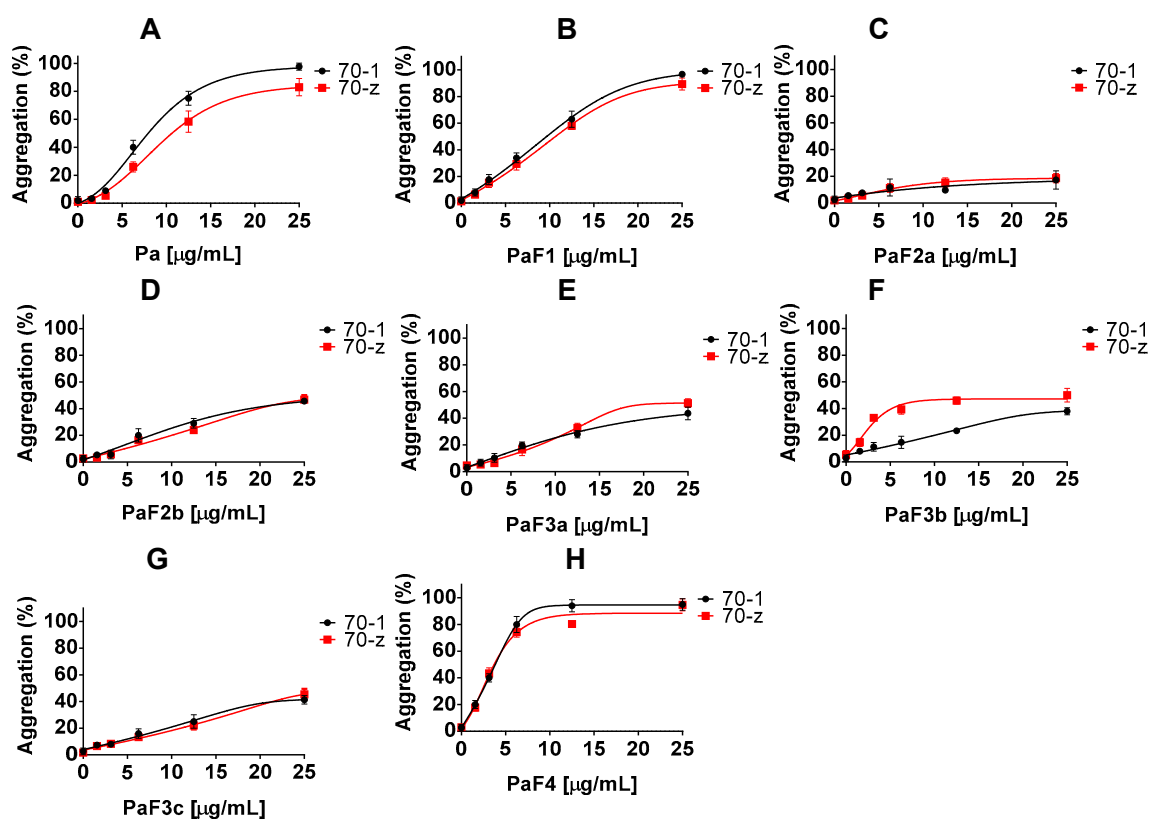 A
Aggregation (%)
100
80
60
40
20
0
0 5 10 15 20 25
Pa [μg/mL]
70-1
70-z
B
Aggregation (%)
100
80
60
40
20
0
0 5 10 15 20 25
PaF1 [μg/mL]
70-1
70-z
C
Aggregation (%)
100
80
60
40
20
0
0 5 10 15 20 25
PaF2a [μg/mL]
70-1
70-z
D
Aggregation (%)
100
80
60
40
20
0
0 5 10 15 20 25
PaF2b [μg/mL]
70-1
70-z
E
Aggregation (%)
100
80
60
40
20
0
0 5 10 15 20 25
PaF3a [μg/mL]
70-1
70-z
F
Aggregation (%)
100
80
60
40
20
0
0 5 10 15 20 25
PaF3b [μg/mL]
70-1
70-z
G
Aggregation (%)
100
80
60
40
20
0
0 5 10 15 20 25
PaF3c [μg/mL]
70-1
70-z
H
Aggregation (%)
100
80
60
40
20
0
0 5 10 15 20 25
PaF4 [μg/mL]
70-1
70-z